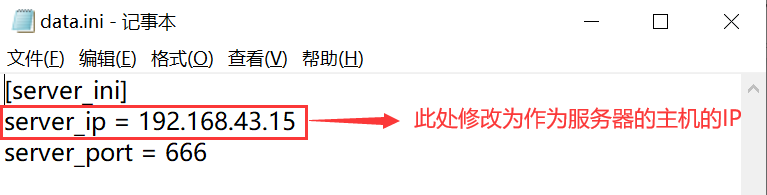 data.ini - 记事本
文件(F) 编辑(E) 格式(O) 查看(V) 帮助(H)
[server_ini]
server_ip = 192.168.43.15 此处修改为作为服务器的主机的IP
server_port = 666